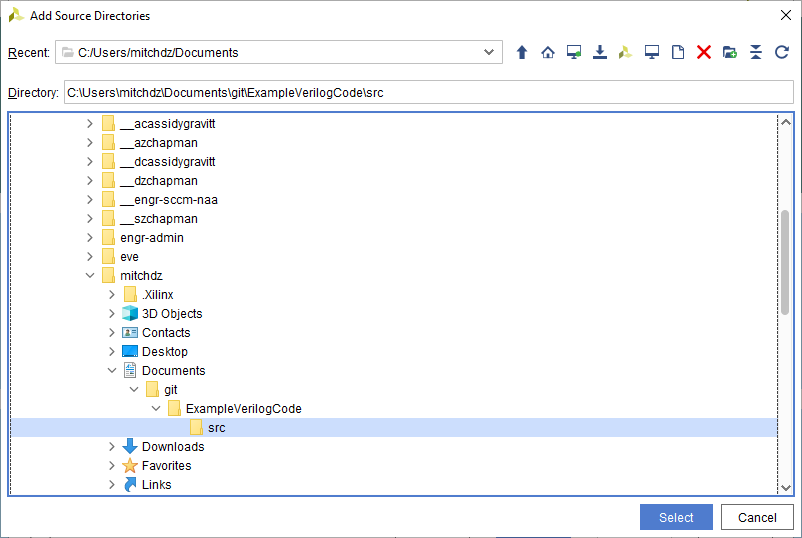 Add Source Directories
Recent: C:/Users/mitchdz/Documents
Directory: C:\Users\mitchdz\Documents\git\ExampleVerilogCode\src
__acassidygravitt
__azchapman
__dcassidygravitt
__dzchapman
__engr-sccm-naa
__szchapman
engr-admin
eve
mitchdz
.Xilinx
3D Objects
Contacts
Desktop
Documents
git
ExampleVerilogCode
src
Downloads
Favorites
Links
Select Cancel